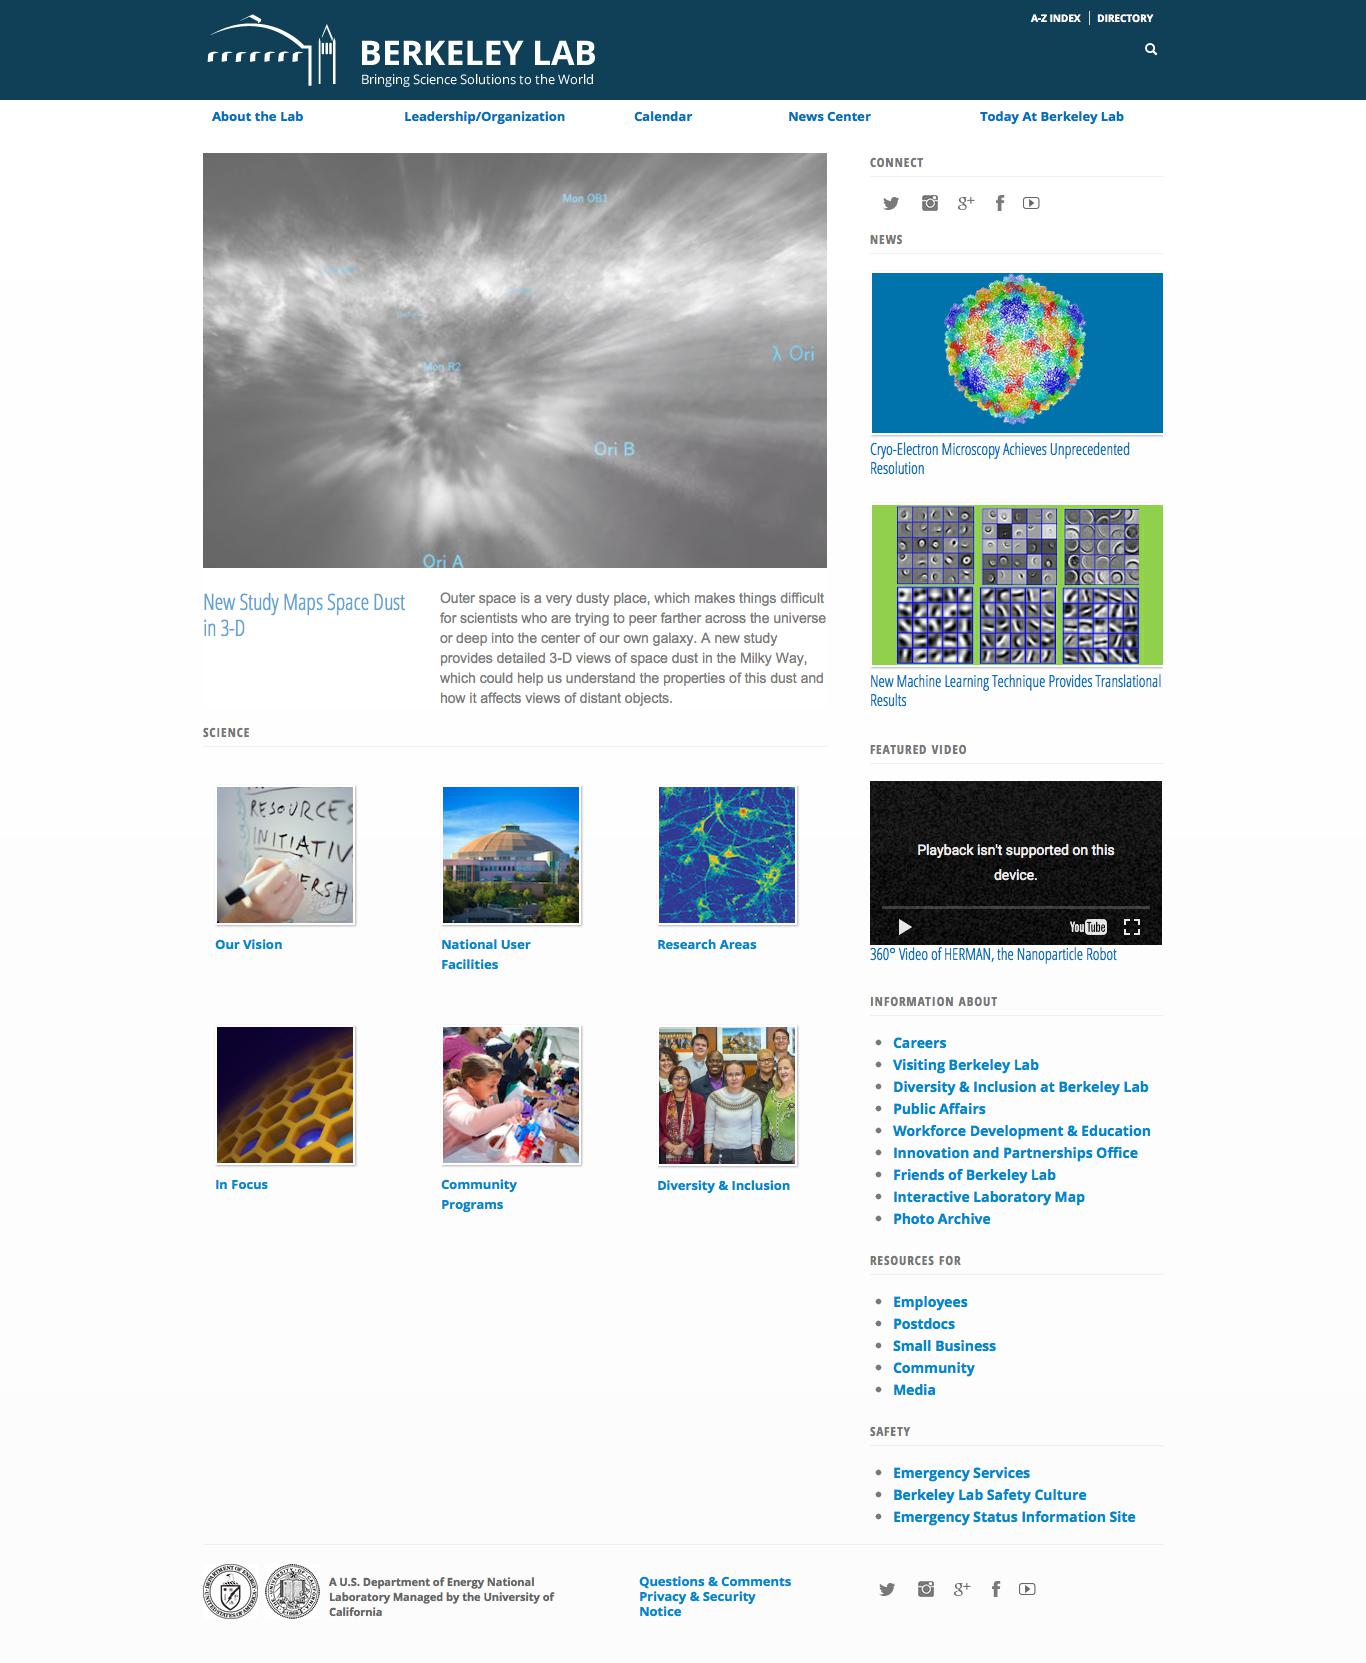 A-Z INDEX
DIRECTORY
BERKELEY LAB
Bringing Science Solutions to the World
About the Lab
Leadership/Organization
Calendar
News Center
Today At Berkeley Lab
Mon OB1
Mon R2
λ Ori
Ori B
Ori A
New Study Maps Space Dust
in 3-D
Outer space is a very dusty place, which makes things difficult
for scientists who are trying to peer farther across the universe
or deep into the center of our own galaxy. A new study
provides detailed 3-D views of space dust in the Milky Way,
which could help us understand the properties of this dust and
how it affects views of distant objects.
SCIENCE
RESOURCES
INITIATIV
ERSH
Our Vision
National User
Facilities
Research Areas
In Focus
Community
Programs
Diversity & Inclusion
CONNECT
g+
NEWS
Cryo-Electron Microscopy Achieves Unprecedented
Resolution
New Machine Learning Technique Provides Translational
Results
FEATURED VIDEO
Playback isn't supported on this
device.
YouTube
360° Video of HERMAN, the Nanoparticle Robot
INFORMATION ABOUT
Careers
Visiting Berkeley Lab
Diversity & Inclusion at Berkeley Lab
Public Affairs
Workforce Development & Education
Innovation and Partnerships Office
Friends of Berkeley Lab
Interactive Laboratory Map
Photo Archive
RESOURCES FOR
Employees
Postdocs
Small Business
Community
Media
SAFETY
Emergency Services
Berkeley Lab Safety Culture
Emergency Status Information Site
A U.S. Department of Energy National
Laboratory Managed by the University of
California
Questions & Comments
Privacy & Security
Notice
g+